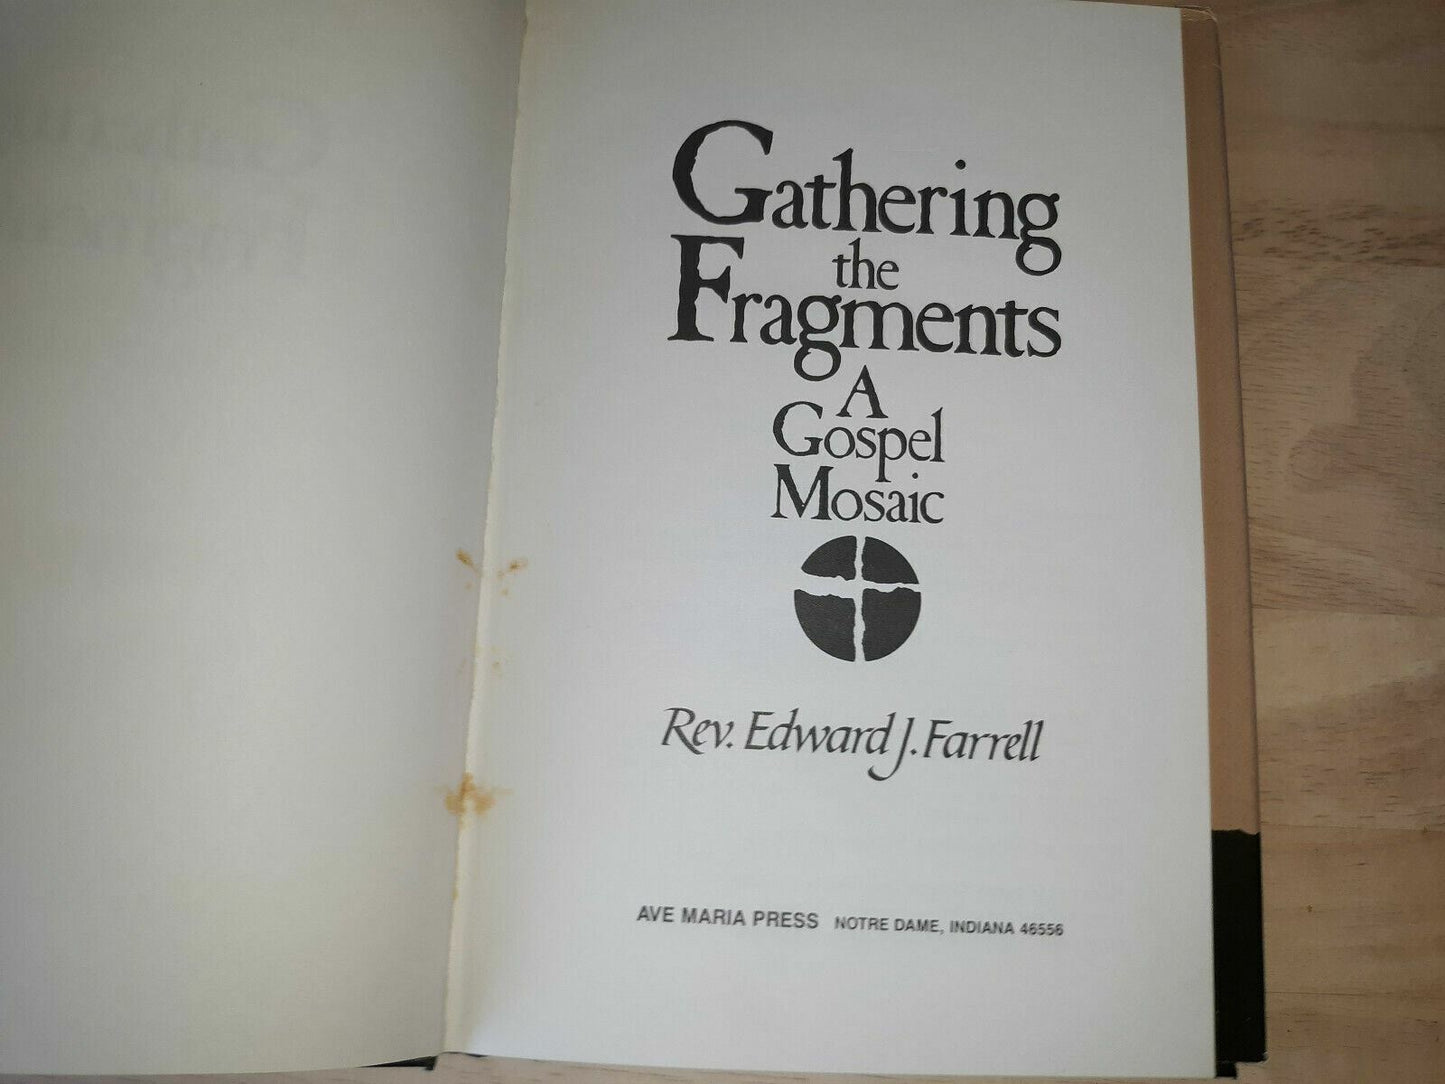 Gathering
the
Fragments
A
Gospel
Mosaic
Rev. Edward J. Farrell
AVE MARIA PRESS NOTRE DAME, INDIANA 46556